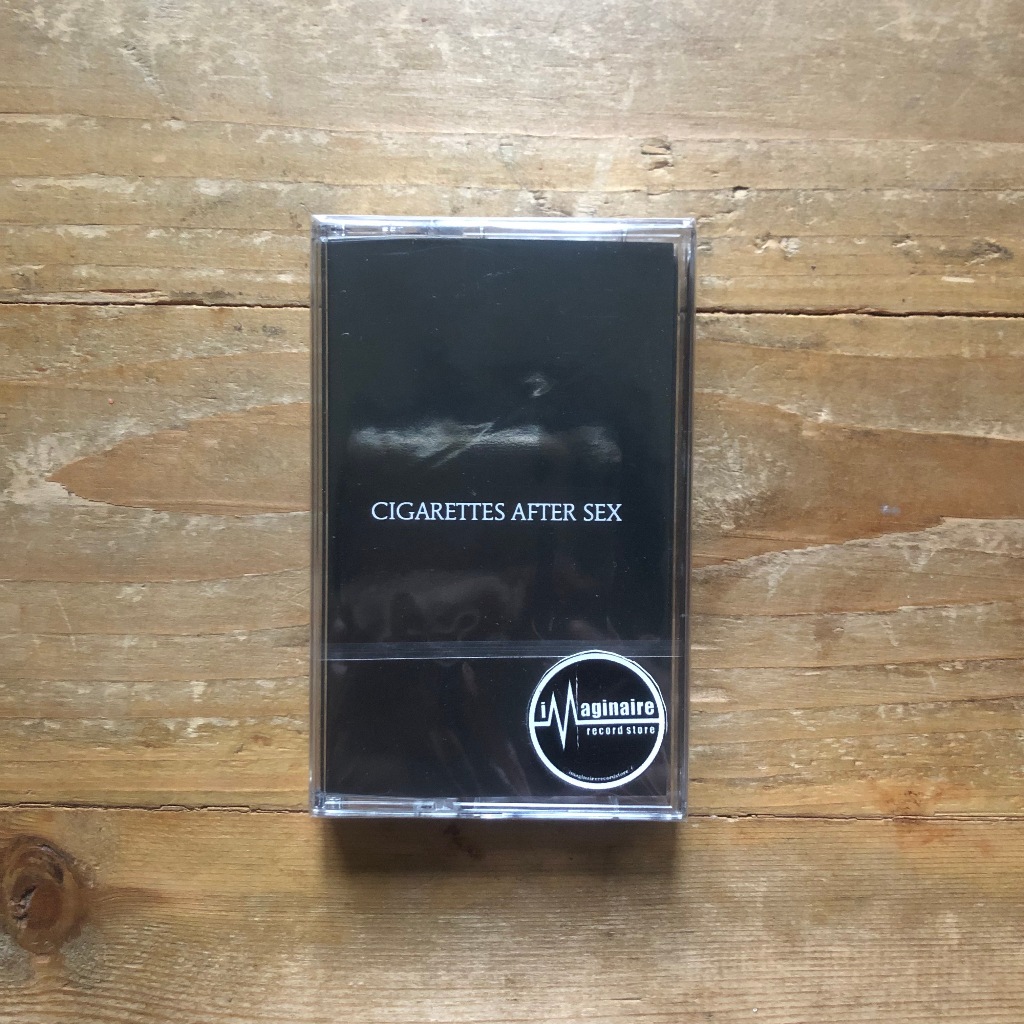 CIGARETTES AFTER SEX
iMaginaire
record store